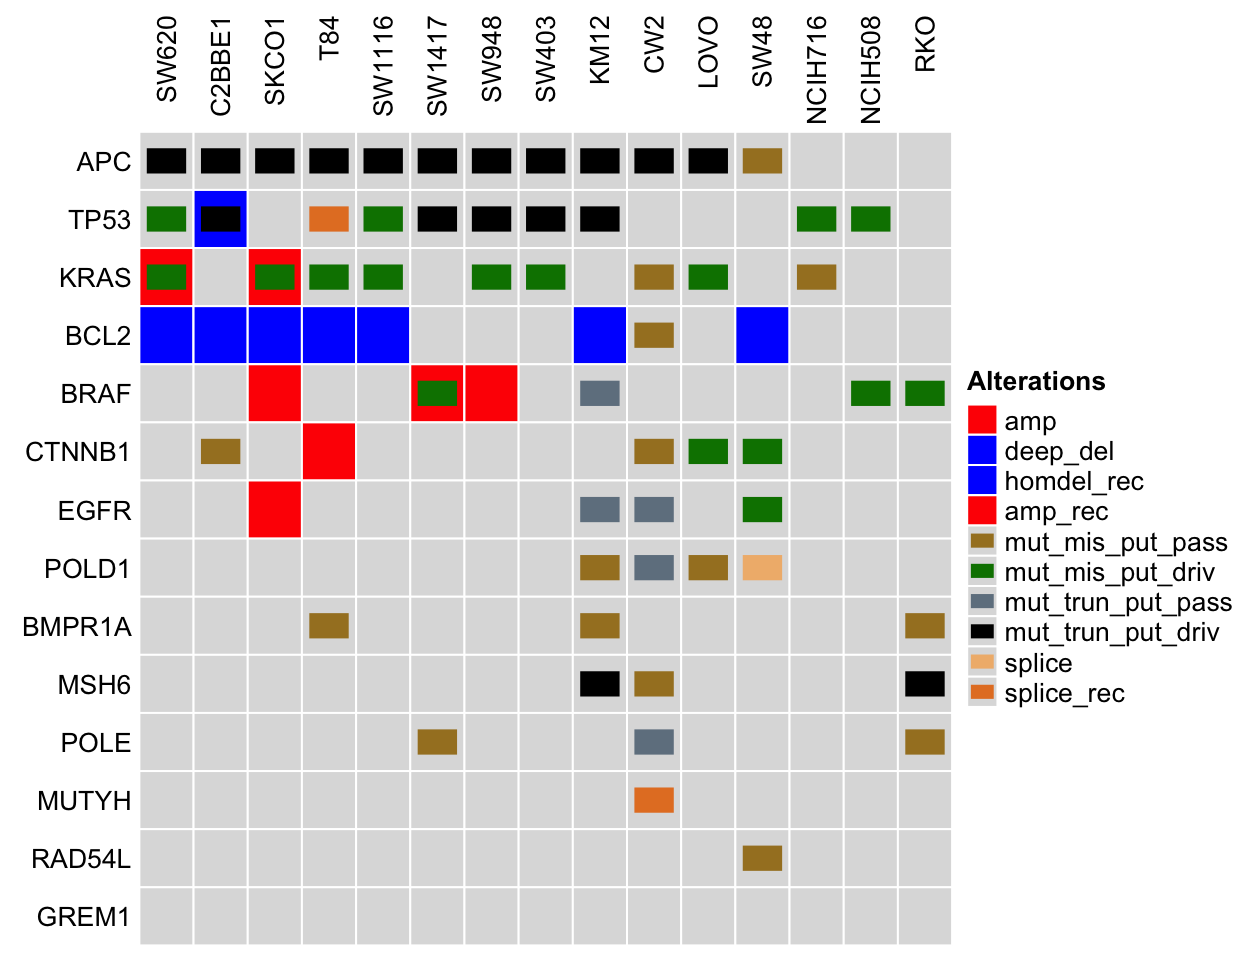 SW620
C2BBE1
SKCO1
T84
SW1116
SW1417
SW948
SW403
KM12
CW2
LOVO
SW48
NCIH716
NCIH508
RKO
APC
TP53
KRAS
BCL2
BRAF
CTNNB1
EGFR
POLD1
BMPR1A
MSH6
POLE
MUTYH
RAD54L
GREM1
Alterations
amp
deep_del
homdel_rec
amp_rec
mut_mis_put_pass
mut_mis_put_driv
mut_trun_put_pass
mut_trun_put_driv
splice
splice_rec